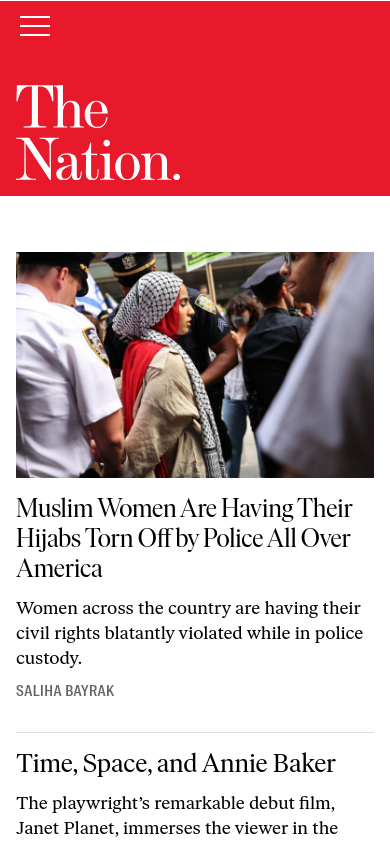 The
Nation.
Muslim Women Are Having Their
Hijabs Torn Off by Police All Over
America
Women across the country are having their
civil rights blatantly violated while in police
custody.
SALIHA BAYRAK
Time, Space, and Annie Baker
The playwright’s remarkable debut film,
Janet Planet, immerses the viewer in the